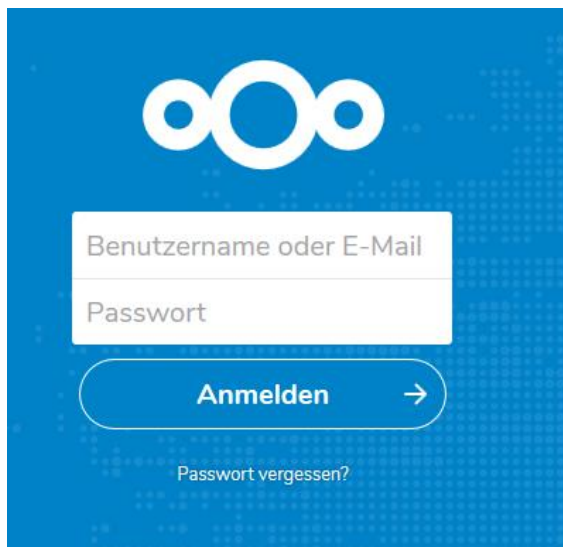 Benutzername oder E-Mail
Passwort
Anmelden
Passwort vergessen?